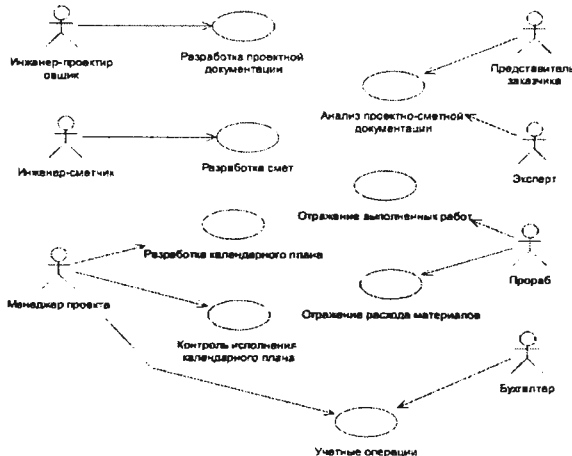 Инженер-проектир
овщик
Разработка проектной
документации
Представитель
заказчика
Анализ проектно-сметной
документации
Инженер-сметчик
Разработка смет
Эксперт
Отражение выполненных работ
Разработка календарного плана
Прораб
Менеджер проекта
Отражение расхода материалов
Контроль исполнения
календарного плана
Бухгалтер
Учетные операции